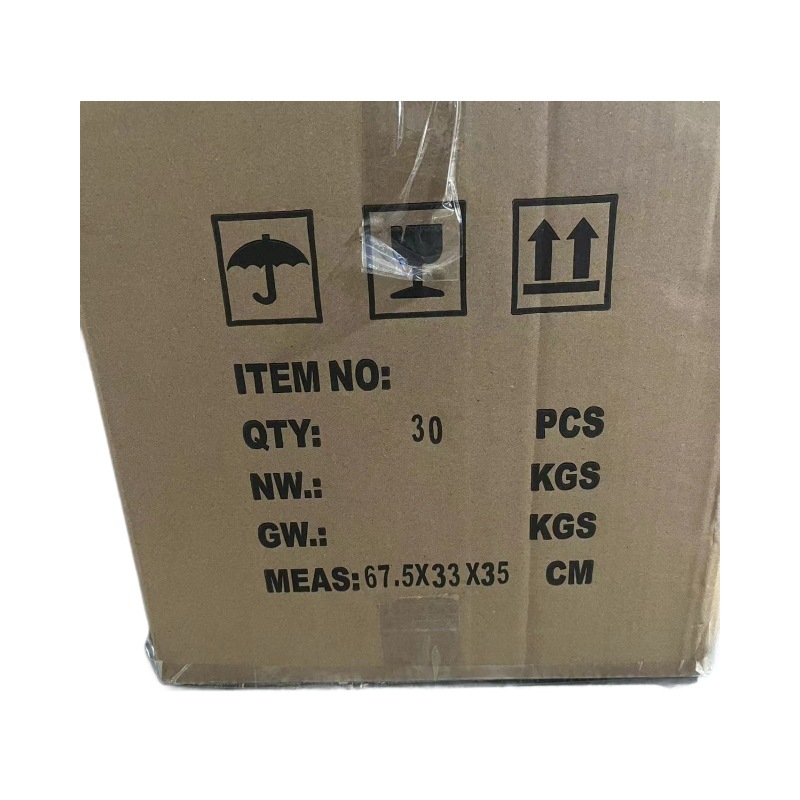 ITEM NO:
QTY: 30 PCS
NW.: KGS
GW.: KGS
MEAS: 67.5X33X35 CM